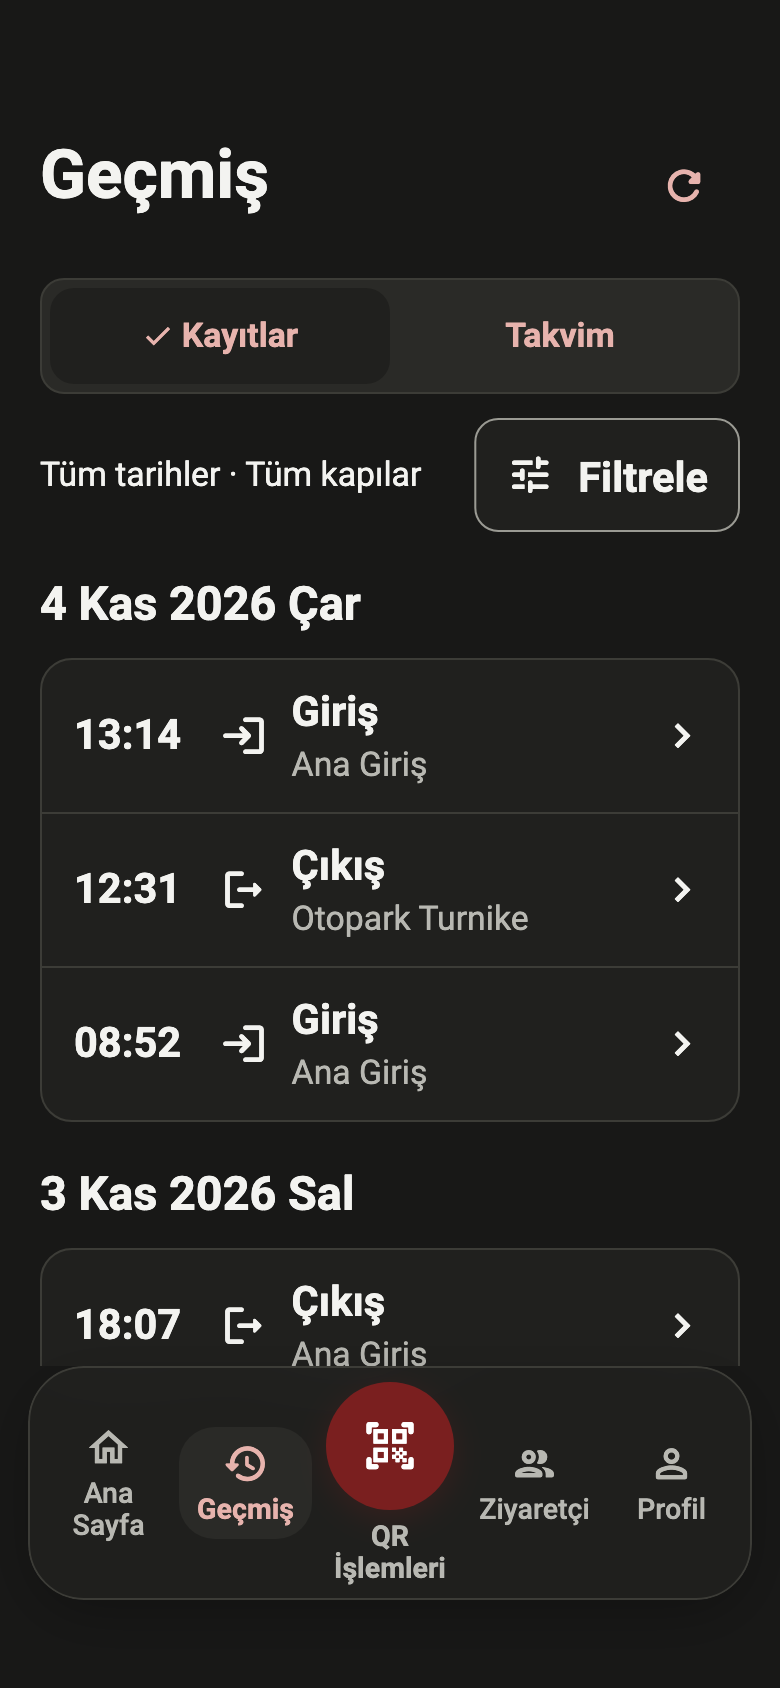 Geçmiş
Kayıtlar
Takvim
Tüm tarihler · Tüm kapılar
Filtrele
4 Kas 2026 Çar
13:14
Giriş
Ana Giriş
12:31
Çıkış
Otopark Turnike
08:52
Giriş
Ana Giriş
3 Kas 2026 Sal
18:07
Çıkış
Ana Giriş
Ana
Sayfa
Geçmiş
QR
İşlemleri
Ziyaretçi
Profil